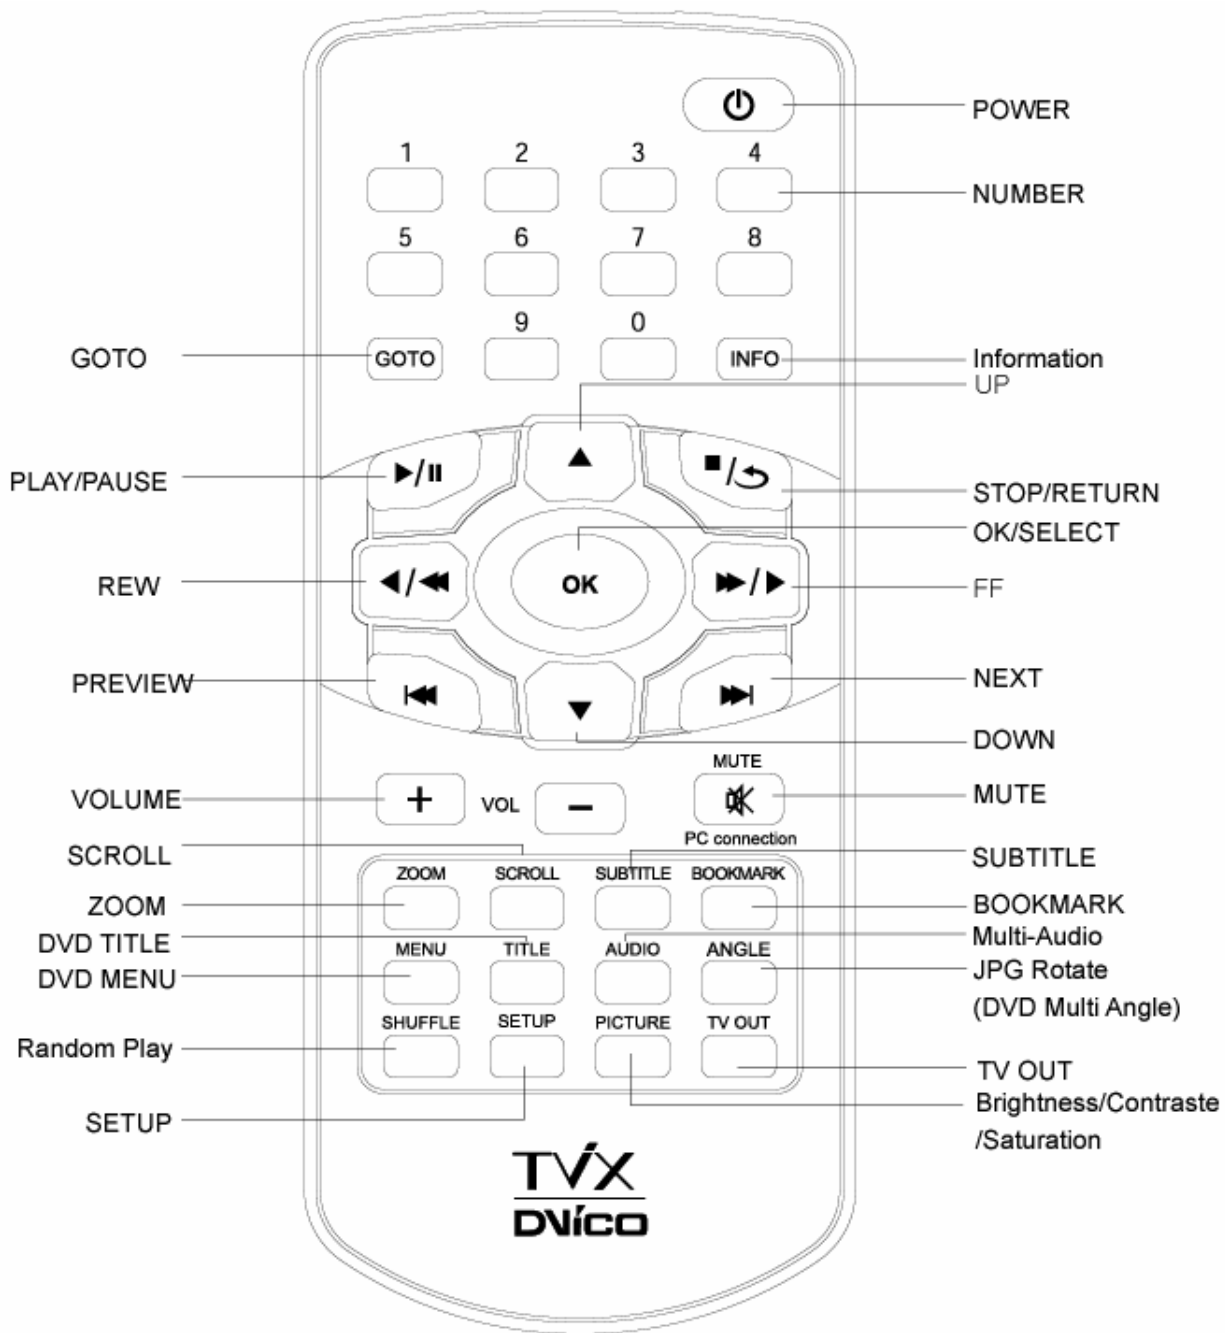 POWER
1 2 3 4
NUMBER
5 6 7 8
9 0
GOTO
GOTO
INFO
Information
UP
PLAY/PAUSE
STOP/RETURN
OK/SELECT
REW
OK
FF
PREVIEW
NEXT
DOWN
MUTE
VOLUME
VOL
MUTE
PC connection
SCROLL
SUBTITLE
ZOOM SCROLL SUBTITLE BOOKMARK
ZOOM
BOOKMARK
DVD TITLE
Multi-Audio
MENU TITLE AUDIO ANGLE
DVD MENU
JPG Rotate
(DVD Multi Angle)
SHUFFLE SETUP PICTURE TV OUT
Random Play
TV OUT
Brightness/Contraste
/Saturation
SETUP
TViX
DViCO